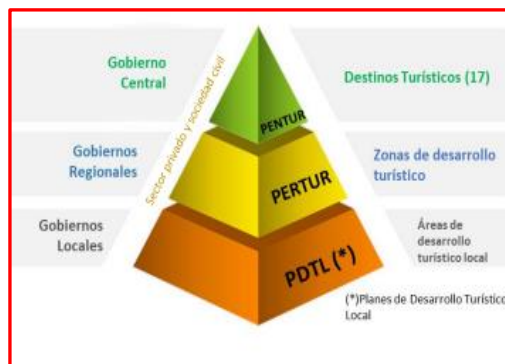 Gobierno
Central
Sector privado y sociedad civil
PENTUR
Destinos Turísticos (17)
Gobiernos
Regionales
PERTUR
Zonas de desarrollo
turístico
Gobiernos
Locales
PDTL (*)
Áreas de
desarrollo
turístico local
(*)Planes de Desarrollo Turístico
Local